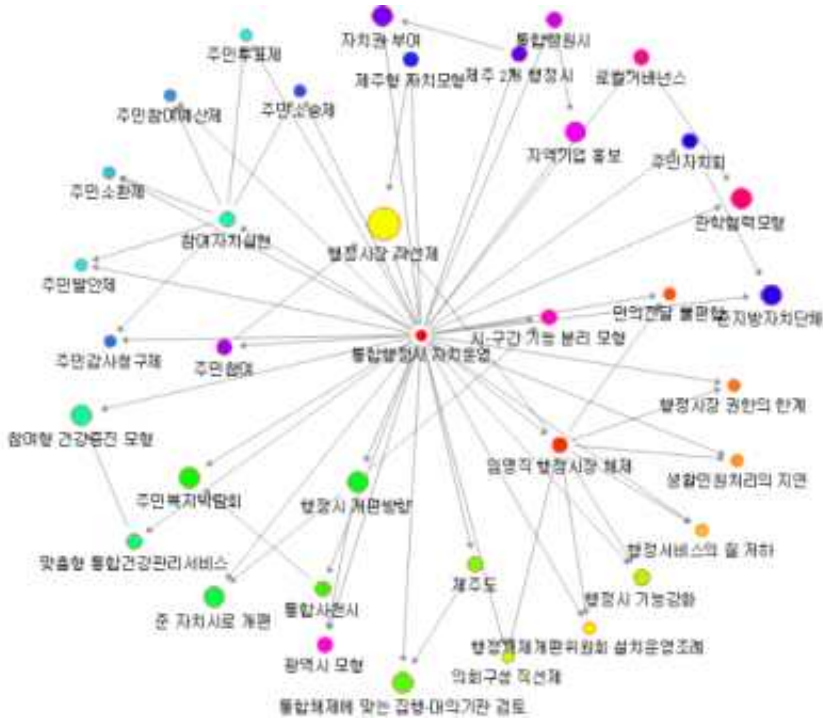 자치권 부여
통합창원시
주민투표제
제주형 자치모형
제주 2개 행정시
로컬거버넌스
주민참여예산제
주민소송제
지역기업 홍보
주민자치회
주민소환제
관학협력모형
참여자치실현
행정시장 직선제
주민발안제
민의전달 불편함
준지방자치단체
시-구간 기능 분리 모형
주민감사청구제
주민참여
통합행정시 자치운영
행정시장 권한의 한계
참여형 건강증진 모형
임명직 행정시장 체제
생활민원처리의 지연
주민복지박람회
행정시 개편방향
행정서비스의 질 저하
맞춤형 통합건강관리서비스
제주도
행정시 기능강화
준 자치시로 개편
통합사천시
행정체제개편위원회 설치운영조례
광역시 모형
의회구성 직선제
통합체제에 맞는 집행·대의기관 검토